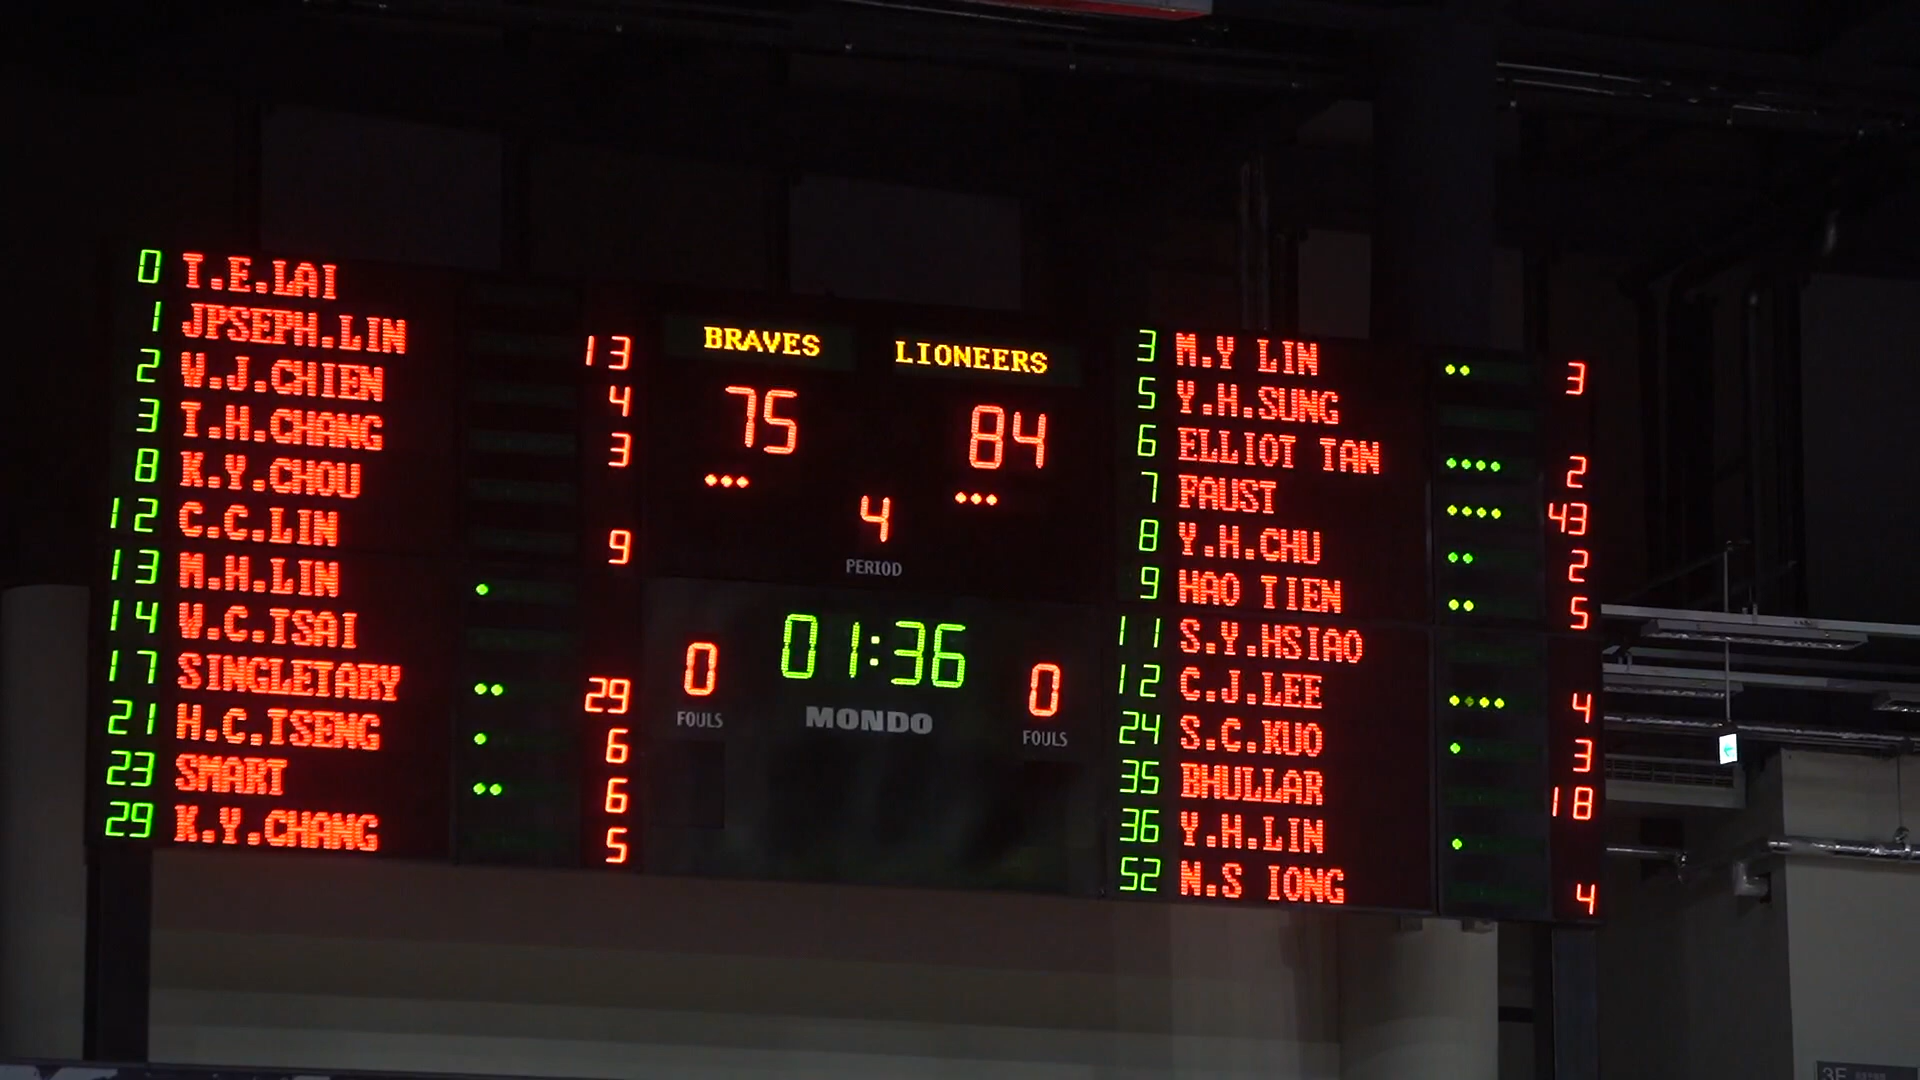 0 T.E.LAI
1 JPSEPH.LIN 13
2 W.J.CHIEN 4
3 T.H.CHANG 3
8 K.Y.CHOU
12 C.C.LIN 9
13 M.H.LIN
14 W.C.TSAI
17 SINGLETARY 29
21 H.C.TSENG 6
23 SMART 6
29 K.Y.CHANG 5
BRAVES LIONEERS
75 84
4
PERIOD
01:36
0 0
FOULS FOULS
MONDO
3 M.Y LIN 3
5 Y.H.SUNG
6 ELLIOT TAN 2
7 FAUST 43
8 Y.H.CHU 2
9 HAO TIEN 5
11 S.Y.HSIAO
12 C.J.LEE 4
24 S.C.KUO 3
35 BHULLAR 18
36 Y.H.LIN
52 N.S IONG 4
3F